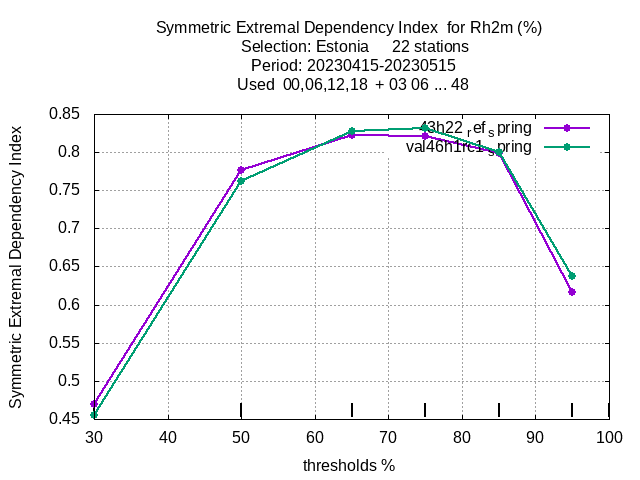 Symmetric Extremal Dependency Index  for Rh2m (%)
Selection: Estonia     22 stations
Period: 20230415-20230515
Used  00,06,12,18  + 03 06 ... 48
Symmetric Extremal Dependency Index
0.85
0.8
0.75
0.7
0.65
0.6
0.55
0.5
0.45
43h22_ref_spring
val46h1rc1_spring
30 40 50 60 70 80 90 100
thresholds %